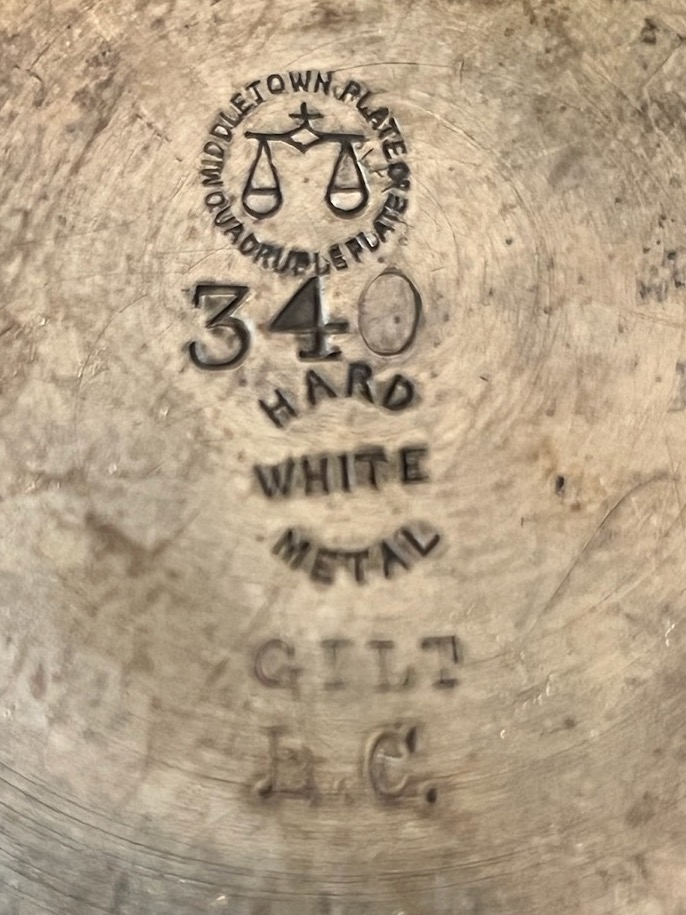 MIDDLETOWN PLATE Co
QUADRUPLE PLATE
340
HARD
WHITE
METAL
GILT
L.C.